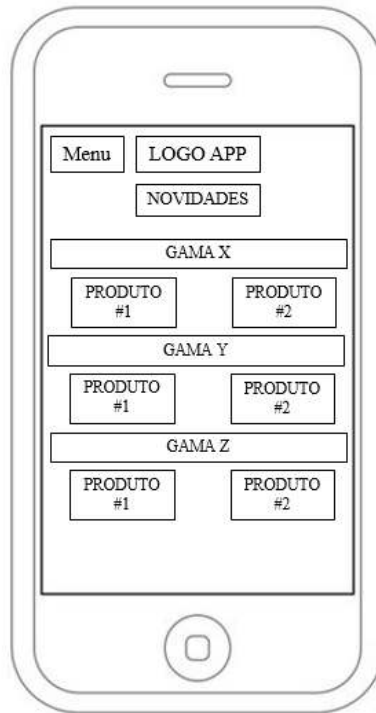 Menu LOGO APP
NOVIDADES
GAMA X
PRODUTO PRODUTO
#1 #2
GAMA Y
PRODUTO PRODUTO
#1 #2
GAMA Z
PRODUTO PRODUTO
#1 #2